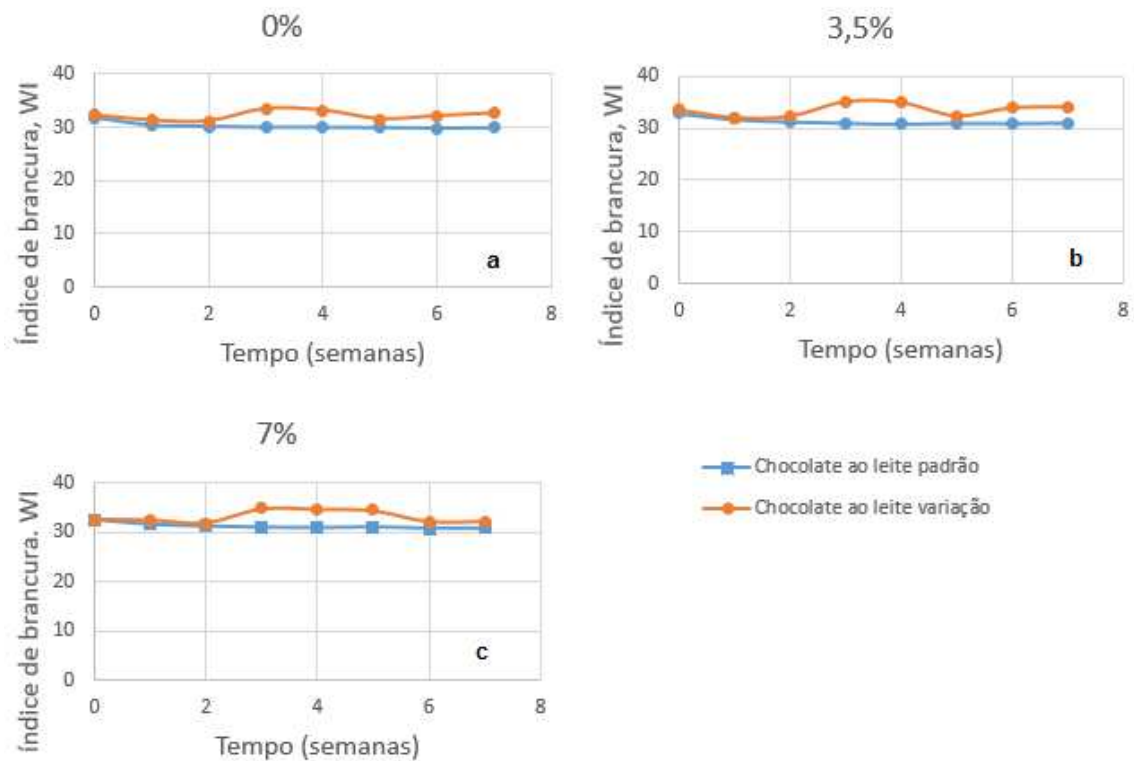 0%
Índice de brancura, WI
40
30
20
10
0
0 2 4 6 8
Tempo (semanas)
a
3,5%
Índice de brancura, WI
40
30
20
10
0
0 2 4 6 8
Tempo (semanas)
b
7%
Índice de brancura. WI
40
30
20
10
0
0 2 4 6 8
Tempo (semanas)
c
Chocolate ao leite padrão
Chocolate ao leite variação